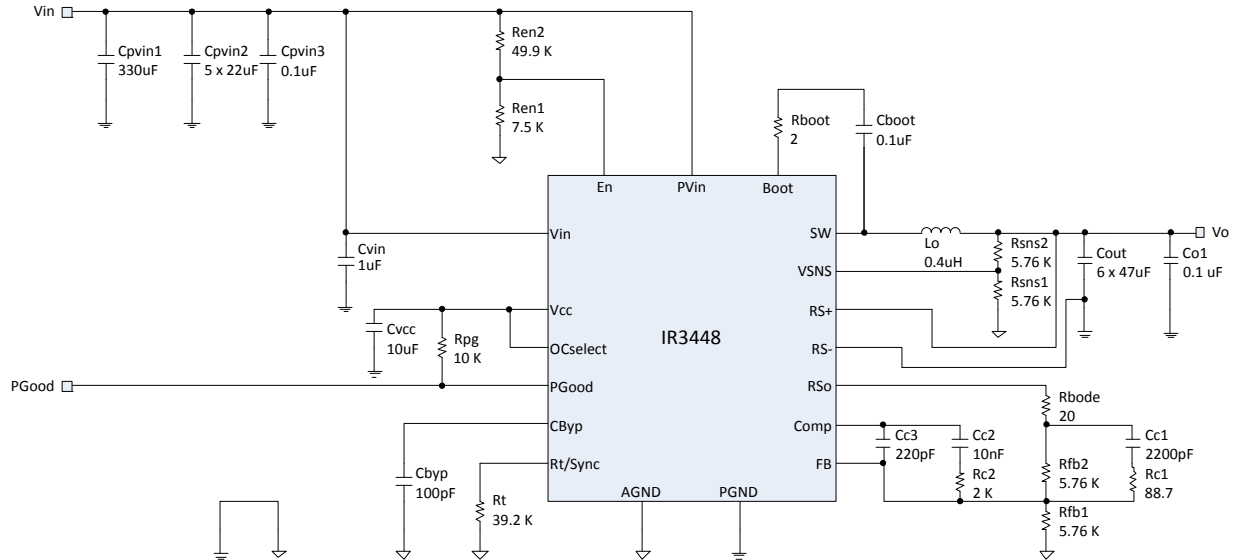 Vin
Cpvin1
330uF
Cpvin2
5 x 22uF
Cpvin3
0.1uF
Ren2
49.9 K
Ren1
7.5 K
Rboot
2
Cboot
0.1uF
En
PVin
Boot
Vin
Cvin
1uF
SW
Lo
0.4uH
Rsns2
5.76 K
Cout
6 x 47uF
Co1
0.1 uF
Vo
VSNS
Rsns1
5.76 K
Vcc
Cvcc
10uF
Rpg
10 K
OCselect
IR3448
RS+
RS-
PGood
PGood
RSo
Rbode
20
CByp
Comp
Cc3
220pF
Cc2
10nF
Cc1
2200pF
Rt/Sync
FB
Cbyp
100pF
Rc2
2 K
Rfb2
5.76 K
Rc1
88.7
Rt
39.2 K
AGND
PGND
Rfb1
5.76 K